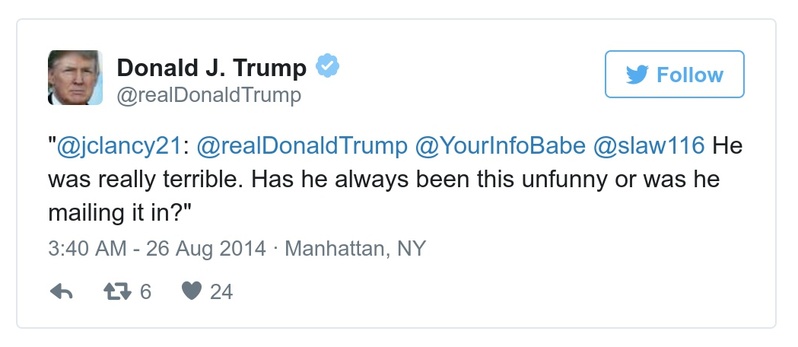 Donald J. Trump
@realDonaldTrump
Follow
"@jclancy21: @realDonaldTrump @YourInfoBabe @slaw116 He
was really terrible. Has he always been this unfunny or was he
mailing it in?"
3:40 AM - 26 Aug 2014 · Manhattan, NY
6 24